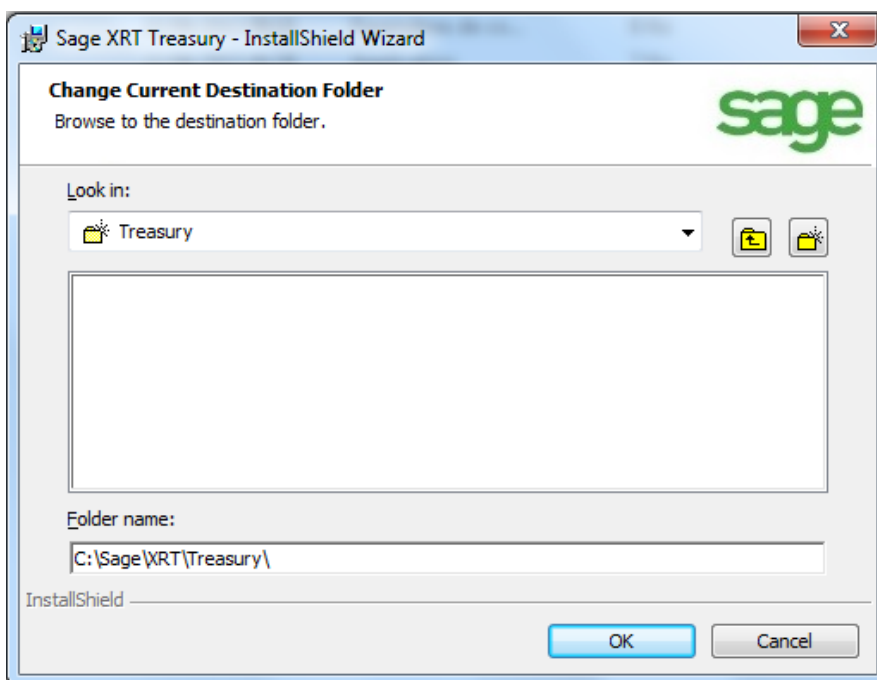 Sage XRT Treasury - InstallShield Wizard
Change Current Destination Folder
Browse to the destination folder.
sage
Look in:
Treasury
Folder name:
C:\Sage\XRT\Treasury\
InstallShield
OK
Cancel